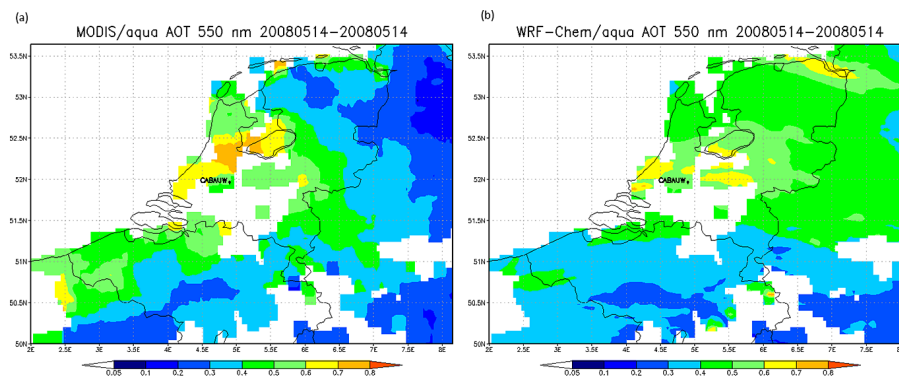 (a)
MODIS/aqua AOT 550 nm 20080514-20080514
53.5N
53N
52.5N
52N
51.5N
51N
50.5N
50N
CABAUW
2E 2.5E 3E 3.5E 4E 4.5E 5E 5.5E 6E 6.5E 7E 7.5E 8E
0.05 0.1 0.2 0.3 0.4 0.5 0.6 0.7 0.8
(b)
WRF-Chem/aqua AOT 550 nm 20080514-20080514
53.5N
53N
52.5N
52N
51.5N
51N
50.5N
50N
CABAUW
2E 2.5E 3E 3.5E 4E 4.5E 5E 5.5E 6E 6.5E 7E 7.5E 8E
0.05 0.1 0.2 0.3 0.4 0.5 0.6 0.7 0.8